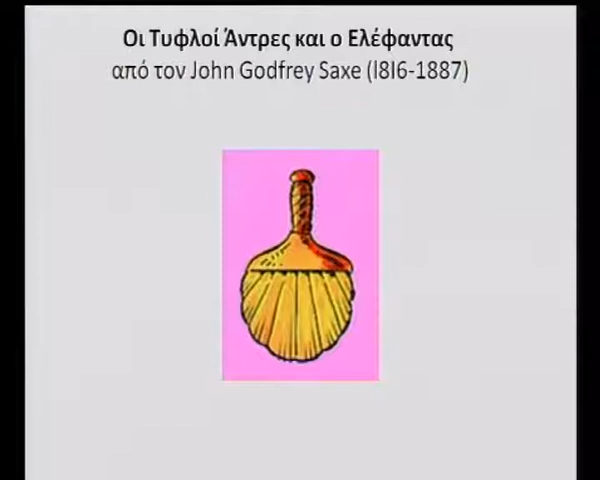 Οι Τυφλοί Άντρες και ο Ελέφαντας
από τον John Godfrey Saxe (l8l6-1887)